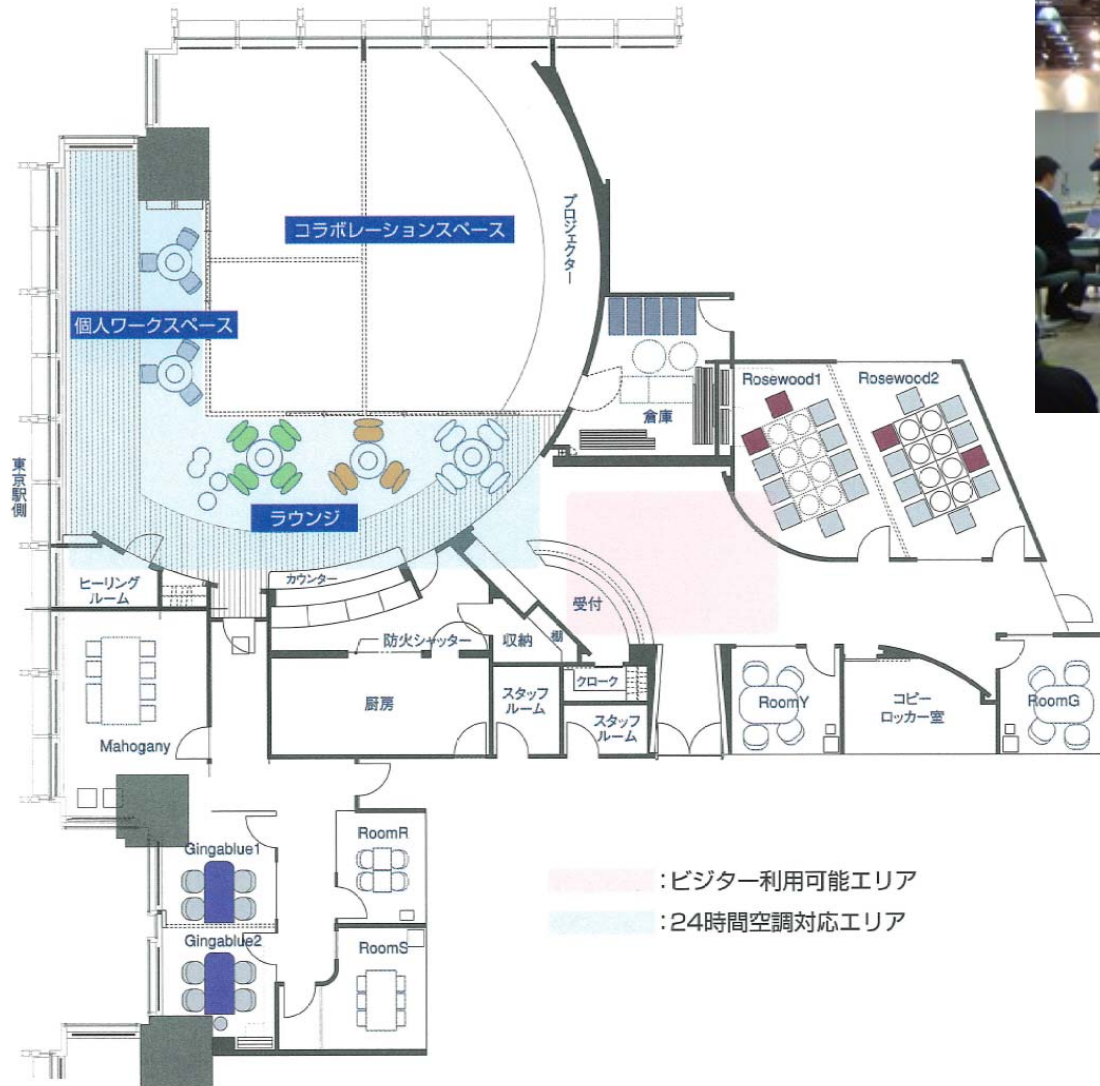 コラボレーションスペース
プロジェクター
個人ワークスペース
倉庫
Rosewood1
Rosewood2
東京駅側
ラウンジ
ヒーリング
ルーム
カウンター
受付
防火シャッター
収納
棚
クローク
厨房
スタッフ
ルーム
スタッフ
ルーム
RoomY
コピー
ロッカー室
RoomG
Mahogany
Gingablue1
RoomR
Gingablue2
RoomS
:ビジター利用可能エリア
:24時間空調対応エリア